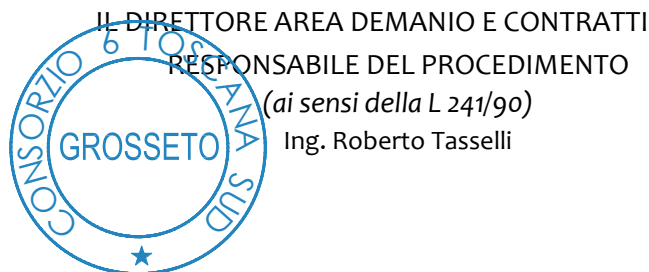 IL DIRETTORE AREA DEMANIO E CONTRATTI
RESPONSABILE DEL PROCEDIMENTO
(ai sensi della L 241/90)
Ing. Roberto Tasselli
CONSORZIO 6 TOSCANA SUD
GROSSETO